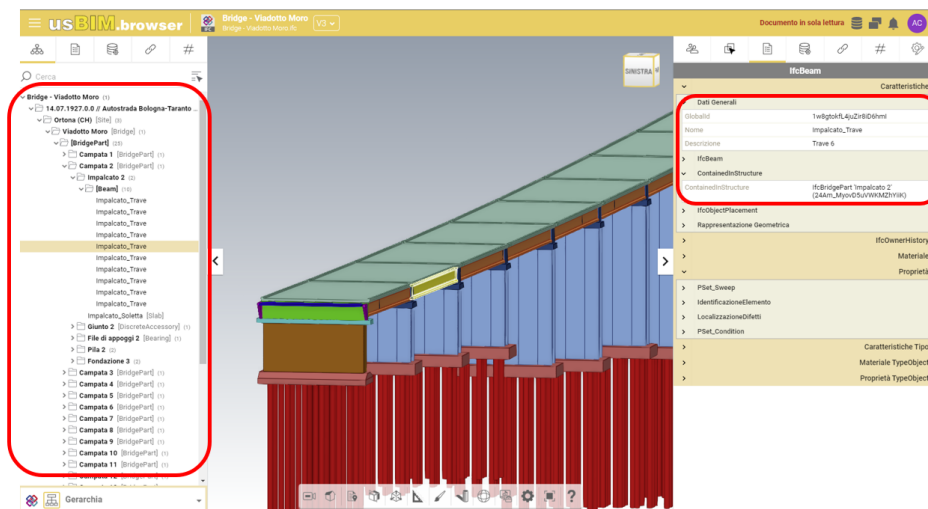 usBIM.browser
Bridge - Viadotto Moro
Bridge - Viadotto Moro ifc
V3
Documento in sola lettura
AC
Cerca
Bridge - Viadotto Moro (1)
14.07.1927.0.0 // Autostrada Bologna-Taranto ...
Ortona (CH) [Site] (3)
Viadotto Moro [Bridge] (1)
[BridgePart] (25)
Campata 1 [BridgePart] (1)
Campata 2 [BridgePart] (1)
Impalcato 2 (2)
[Beam] (10)
Impalcato_Trave
Impalcato_Trave
Impalcato_Trave
Impalcato_Trave
Impalcato_Trave
Impalcato_Trave
Impalcato_Trave
Impalcato_Trave
Impalcato_Trave
Impalcato_Trave
Impalcato_Soletta [Slab]
Giunto 2 [DiscreteAccessory] (1)
File di appoggi 2 [Bearing] (1)
Pila 2 (2)
Fondazione 3 (2)
Campata 3 [BridgePart] (1)
Campata 4 [BridgePart] (1)
Campata 5 [BridgePart] (1)
Campata 6 [BridgePart] (1)
Campata 7 [BridgePart] (1)
Campata 8 [BridgePart] (1)
Campata 9 [BridgePart] (1)
Campata 10 [BridgePart] (1)
Campata 11 [BridgePart] (1)
Gerarchia
SINISTRA
IfcBeam
Caratteristiche
Dati Generali
GlobalId 1w8gtokfL4juZir8iD6hmI
Nome Impalcato_Trave
Descrizione Trave 6
IfcBeam
ContainedInStructure
ContainedInStructure IfcBridgePart 'Impalcato 2'
(24Am_MyovD5uVWKMZhYiiK)
IfcObjectPlacement
Rappresentazione Geometrica
IfcOwnerHistory
Materiale
Proprietà
PSet_Sweep
IdentificazioneElemento
LocalizzazioneDifetti
PSet_Condition
Caratteristiche Tipo
Materiale TypeObject
Proprietà TypeObject